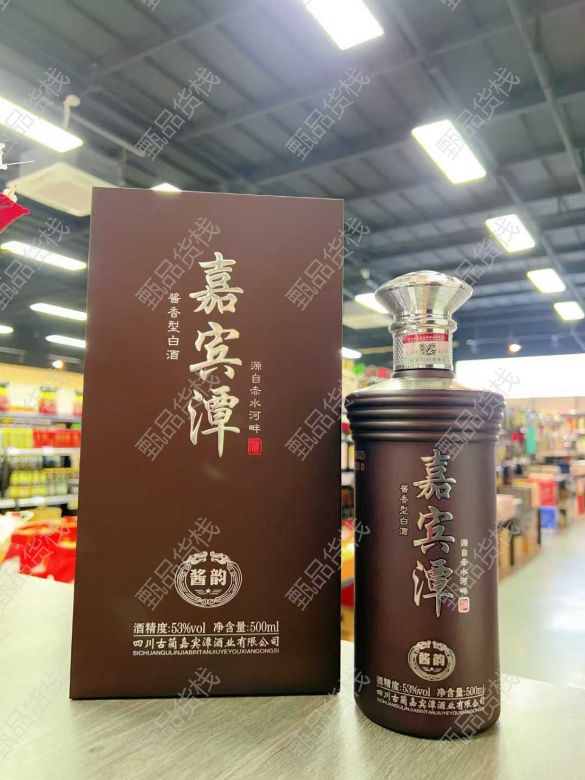 嘉宾潭
酱香型白酒
源自赤水河畔
酱韵
酒精度:53%vol 净含量:500ml
四川古蔺嘉宾潭酒业有限公司
SICHUANGULINJIABINTANJIUYEYOUXIANGONGSI
嘉宾潭
酱香型白酒
源自赤水河畔
酱韵
酒精度:53%vol 净含量:500ml
四川古蔺嘉宾潭酒业有限公司
甄品货栈